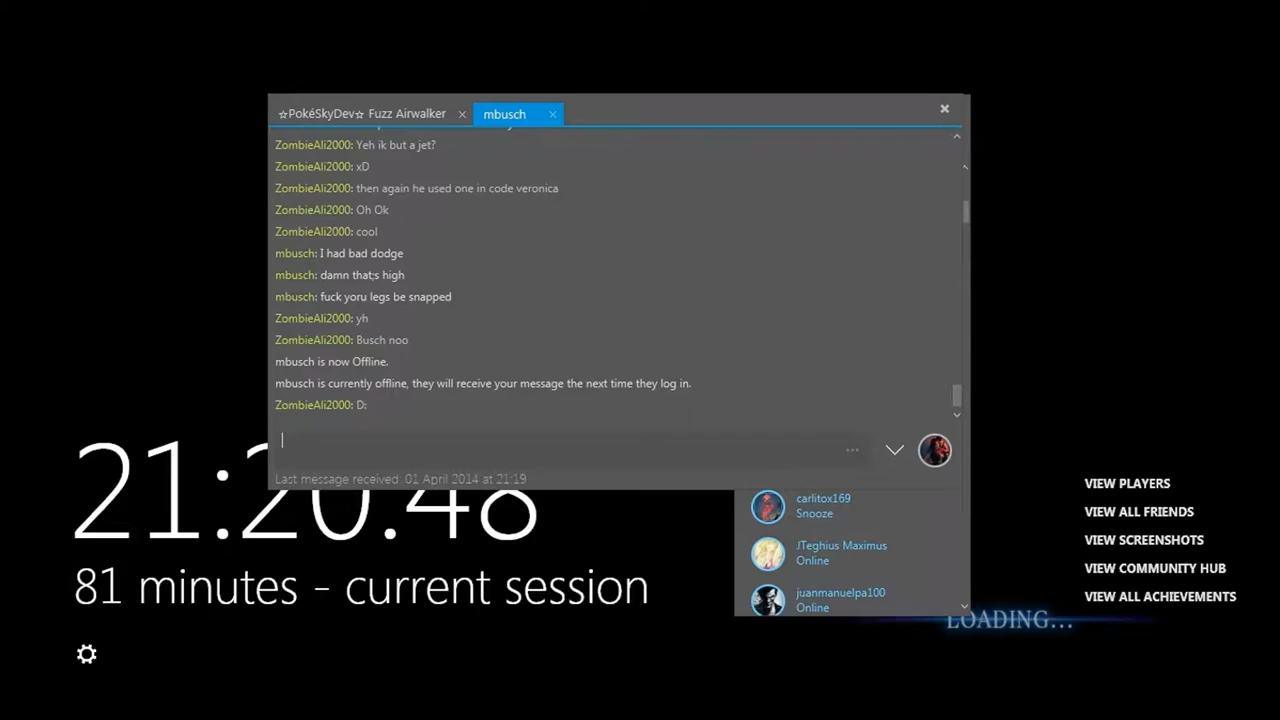 ☆PokéSkyDev☆ Fuzz Airwalker
mbusch
ZombieAli2000: Yeh ik but a jet?
ZombieAli2000: xD
ZombieAli2000: then again he used one in code veronica
ZombieAli2000: Oh Ok
ZombieAli2000: cool
mbusch: I had bad dodge
mbusch: damn that;s high
mbusch: fuck yoru legs be snapped
ZombieAli2000: yh
ZombieAli2000: Busch noo
mbusch is now Offline.
mbusch is currently offline, they will receive your message the next time they log in.
ZombieAli2000: D:
Last message received: 01 April 2014 at 21:19
21:20.48
81 minutes - current session
carlitox169
Snooze
JTeghius Maximus
Online
juanmanuelpa100
Online
VIEW PLAYERS
VIEW ALL FRIENDS
VIEW SCREENSHOTS
VIEW COMMUNITY HUB
VIEW ALL ACHIEVEMENTS
LOADING...